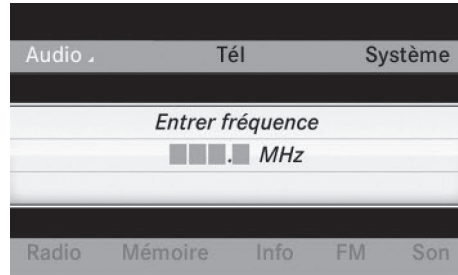 Audio Tél Système
Entrer fréquence
. MHz
Radio Mémoire Info FM Son